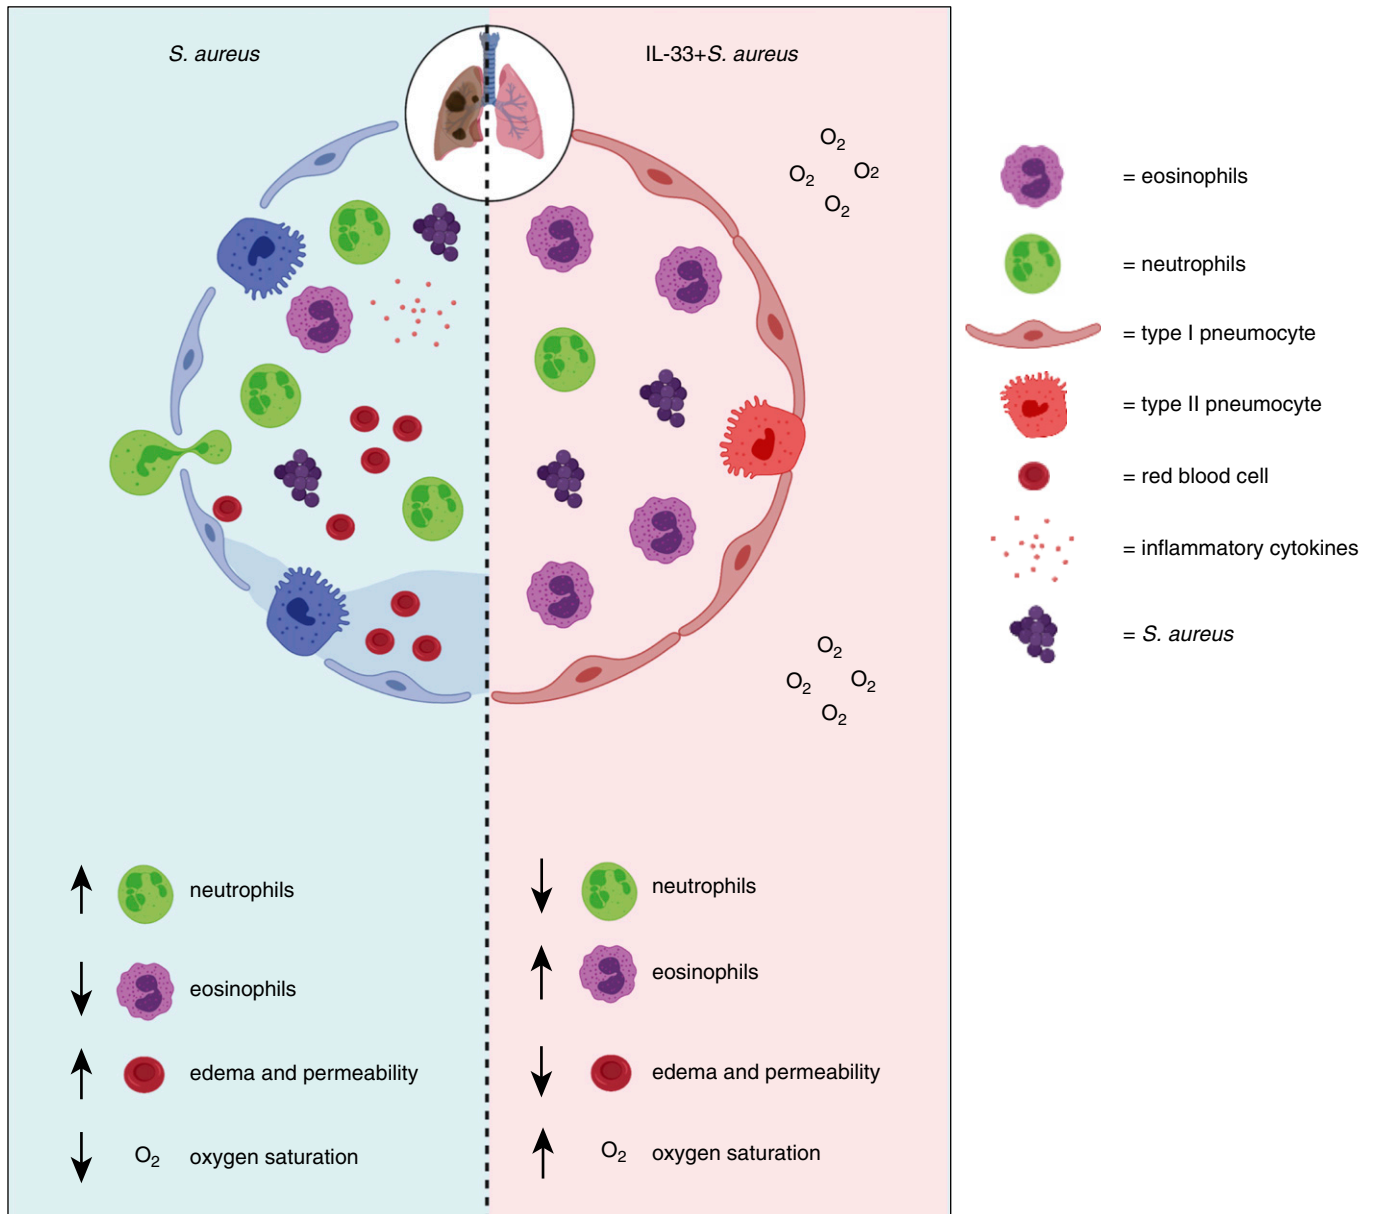 S. aureus
IL-33+S. aureus
O2
O2 O2
O2
O2
O2 O2
O2
neutrophils
eosinophils
edema and permeability
O2 oxygen saturation
neutrophils
eosinophils
edema and permeability
O2 oxygen saturation
= eosinophils
= neutrophils
= type I pneumocyte
= type II pneumocyte
= red blood cell
= inflammatory cytokines
= S. aureus